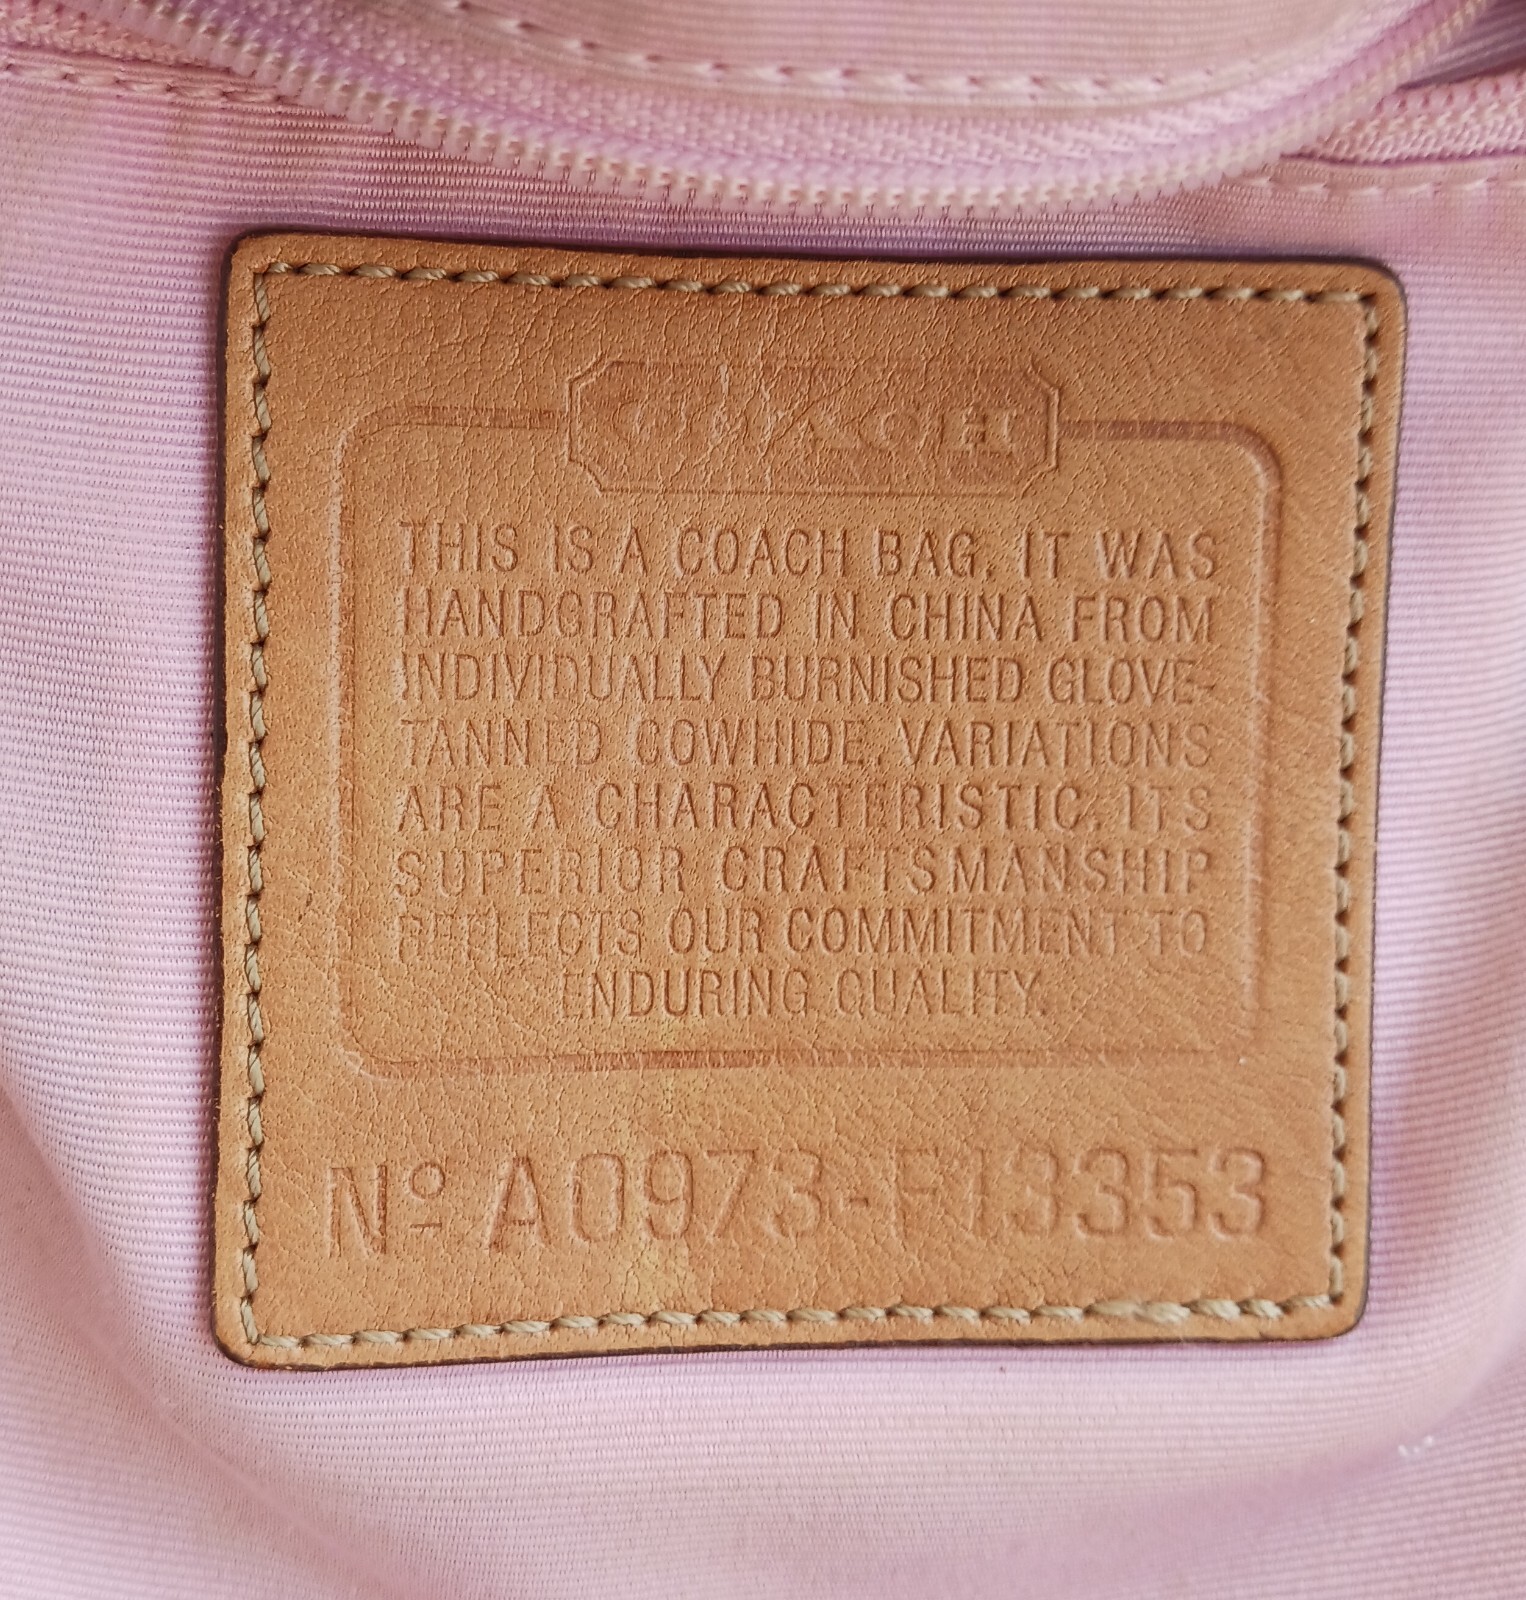 COACH
THIS IS A COACH BAG. IT WAS
HANDCRAFTED IN CHINA FROM
INDIVIDUALLY BURNISHED GLOVE-
TANNED COWHIDE. VARIATIONS
ARE A CHARACTERISTIC. ITS
SUPERIOR CRAFTSMANSHIP
REFLECTS OUR COMMITMENT TO
ENDURING QUALITY.
Nº A0973-F13353